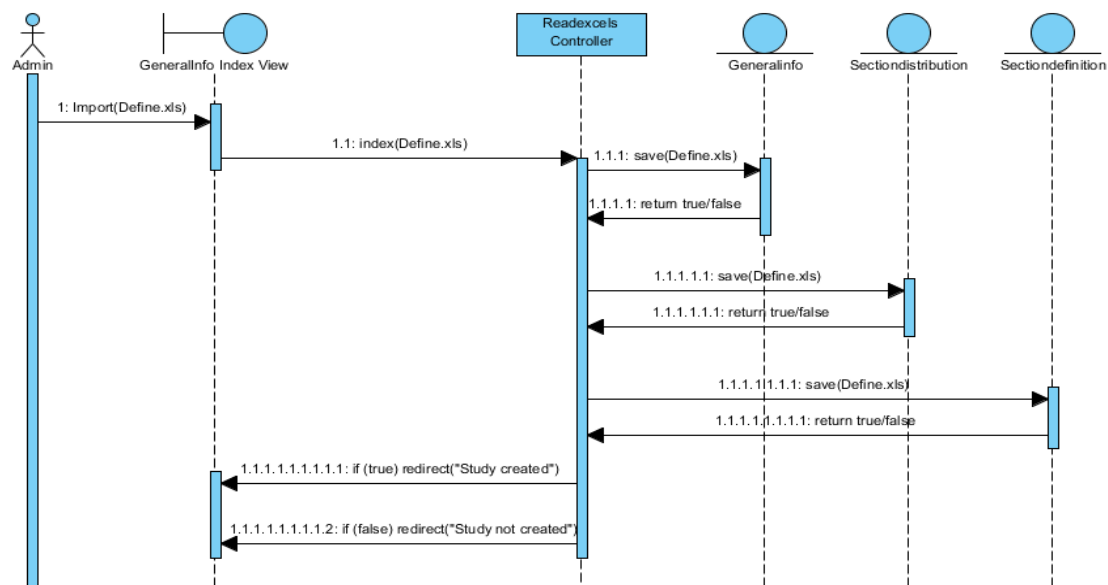 Readexcels
Controller
Admin
GeneralInfo Index View
Generalinfo
Sectiondistribution
Sectiondefinition
1: Import(Define.xls)
1.1: index(Define.xls)
1.1.1: save(Define.xls)
1.1.1.1: return true/false
1.1.1.1.1: save(Define.xls)
1.1.1.1.1.1: return true/false
1.1.1.1.1.1.1: save(Define.xls)
1.1.1.1.1.1.1.1: return true/false
1.1.1.1.1.1.1.1.1: if (true) redirect("Study created")
1.1.1.1.1.1.1.1.2: if (false) redirect("Study not created")